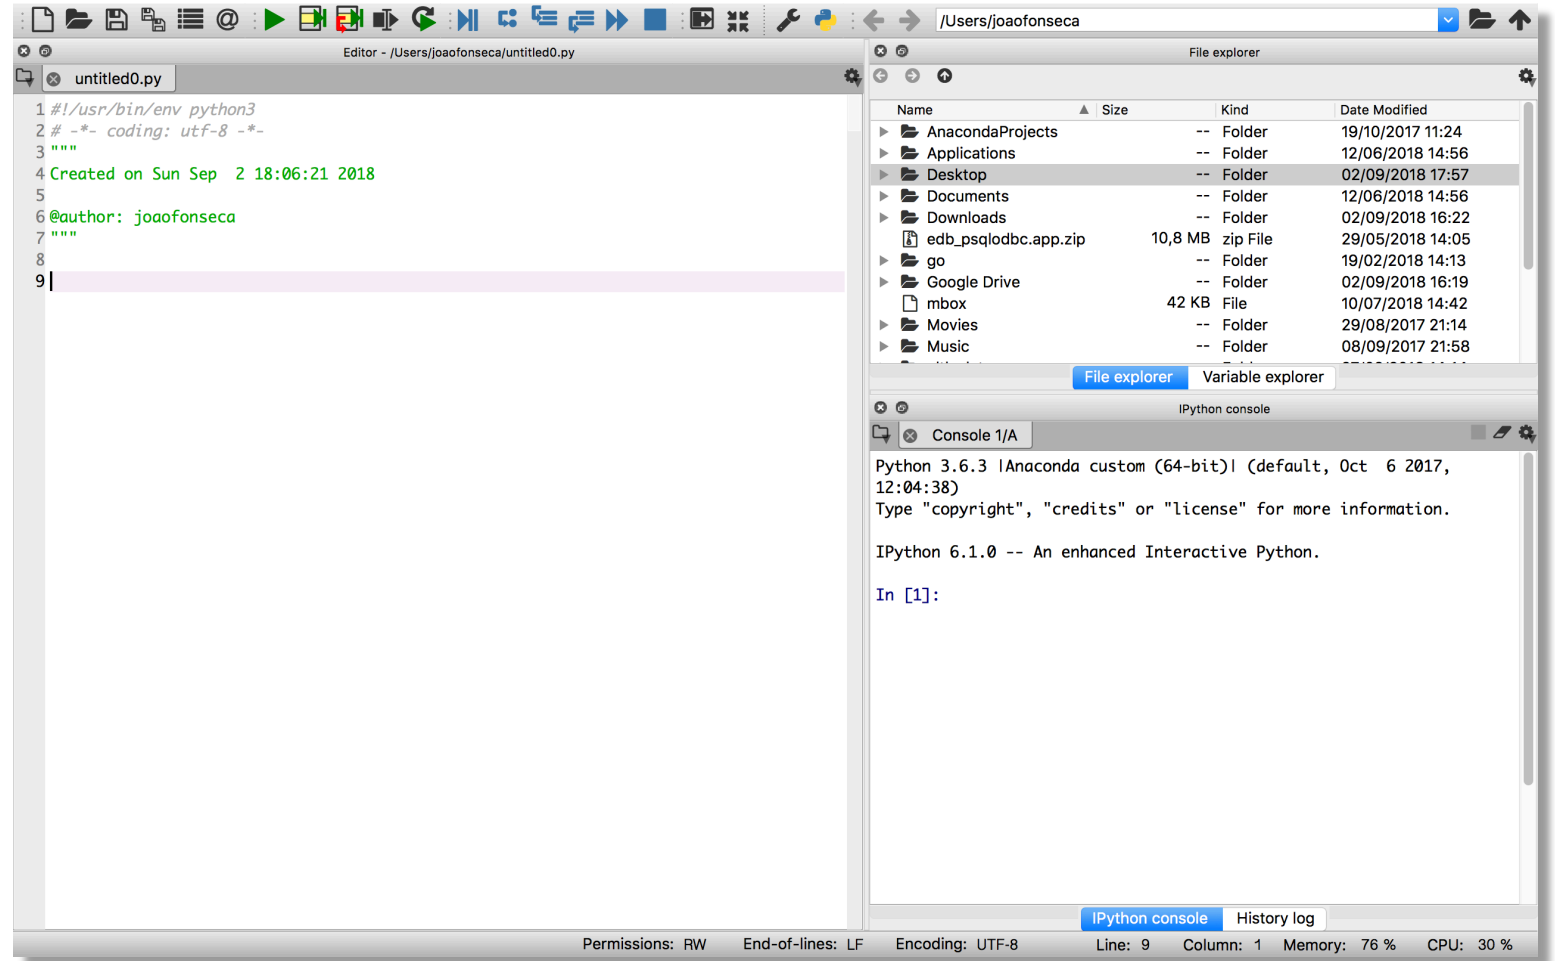 /Users/joaofonseca
Editor - /Users/joaofonseca/untitled0.py
untitled0.py
1 #!/usr/bin/env python3
2 # -*- coding: utf-8 -*-
3 """
4 Created on Sun Sep  2 18:06:21 2018
5
6 @author: joaofonseca
7 """
8
9
File explorer
Name Size Kind Date Modified
AnacondaProjects -- Folder 19/10/2017 11:24
Applications -- Folder 12/06/2018 14:56
Desktop -- Folder 02/09/2018 17:57
Documents -- Folder 12/06/2018 14:56
Downloads -- Folder 02/09/2018 16:22
edb_psqlodbc.app.zip 10,8 MB zip File 29/05/2018 14:05
go -- Folder 19/02/2018 14:13
Google Drive -- Folder 02/09/2018 16:19
mbox 42 KB File 10/07/2018 14:42
Movies -- Folder 29/08/2017 21:14
Music -- Folder 08/09/2017 21:58
File explorer Variable explorer
IPython console
Console 1/A
Python 3.6.3 |Anaconda custom (64-bit)| (default, Oct  6 2017,
12:04:38)
Type "copyright", "credits" or "license" for more information.
IPython 6.1.0 -- An enhanced Interactive Python.
In [1]:
IPython console History log
Permissions: RW End-of-lines: LF Encoding: UTF-8 Line: 9 Column: 1 Memory: 76 % CPU: 30 %